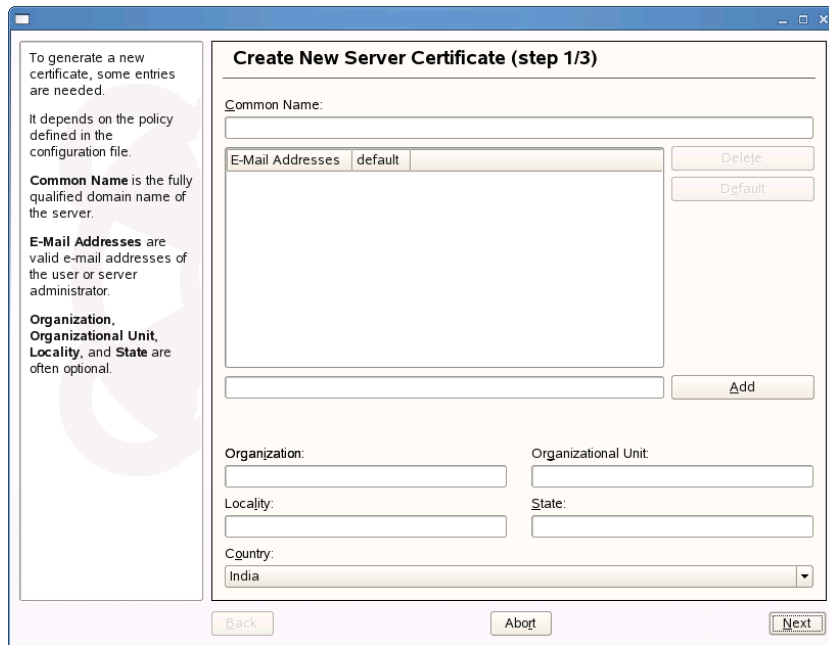 To generate a new
certificate, some entries
are needed.
It depends on the policy
defined in the
configuration file.
Common Name is the fully
qualified domain name of
the server.
E-Mail Addresses are
valid e-mail addresses of
the user or server
administrator.
Organization,
Organizational Unit,
Locality, and State are
often optional.
Create New Server Certificate (step 1/3)
Common Name:
E-Mail Addresses default
Delete
Default
Add
Organization: Organizational Unit:
Locality: State:
Country:
India
Back Abort Next